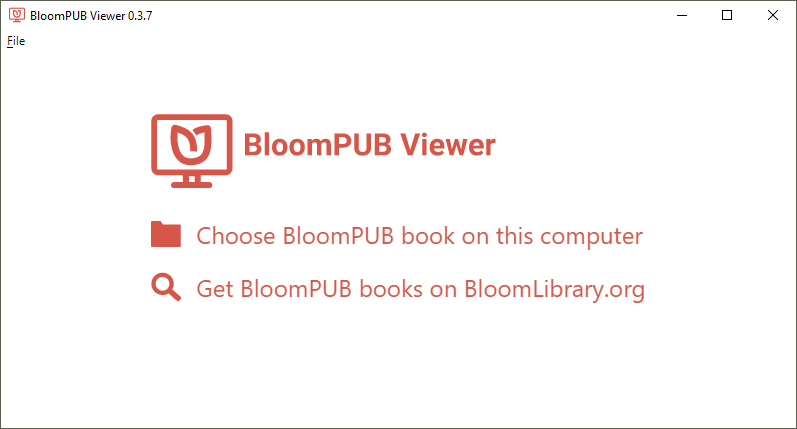 BloomPUB Viewer 0.3.7
File
BloomPUB Viewer
Choose BloomPUB book on this computer
Get BloomPUB books on BloomLibrary.org